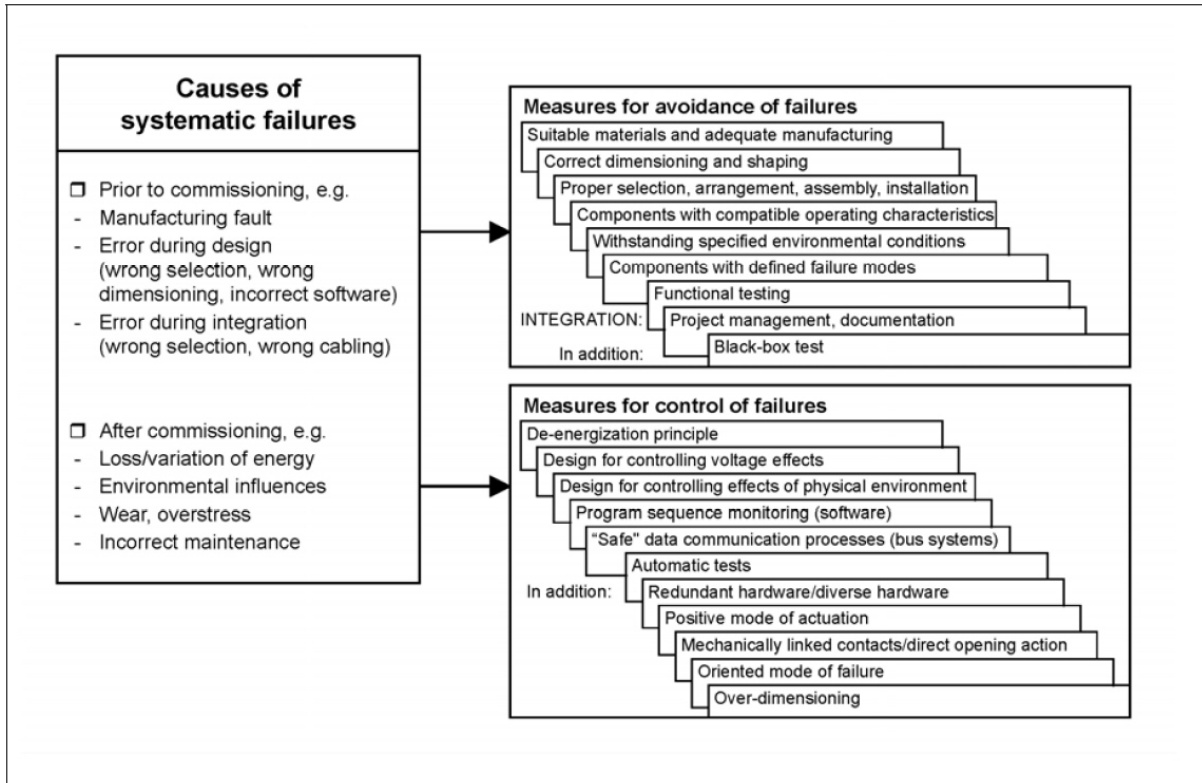 Causes of
systematic failures
❒ Prior to commissioning, e.g.
- Manufacturing fault
- Error during design
(wrong selection, wrong
dimensioning, incorrect software)
- Error during integration
(wrong selection, wrong cabling)
❒ After commissioning, e.g.
- Loss/variation of energy
- Environmental influences
- Wear, overstress
- Incorrect maintenance
Measures for avoidance of failures
Suitable materials and adequate manufacturing
Correct dimensioning and shaping
Proper selection, arrangement, assembly, installation
Components with compatible operating characteristics
Withstanding specified environmental conditions
Components with defined failure modes
Functional testing
INTEGRATION: Project management, documentation
In addition: Black-box test
Measures for control of failures
De-energization principle
Design for controlling voltage effects
Design for controlling effects of physical environment
Program sequence monitoring (software)
“Safe" data communication processes (bus systems)
Automatic tests
In addition: Redundant hardware/diverse hardware
Positive mode of actuation
Mechanically linked contacts/direct opening action
Oriented mode of failure
Over-dimensioning